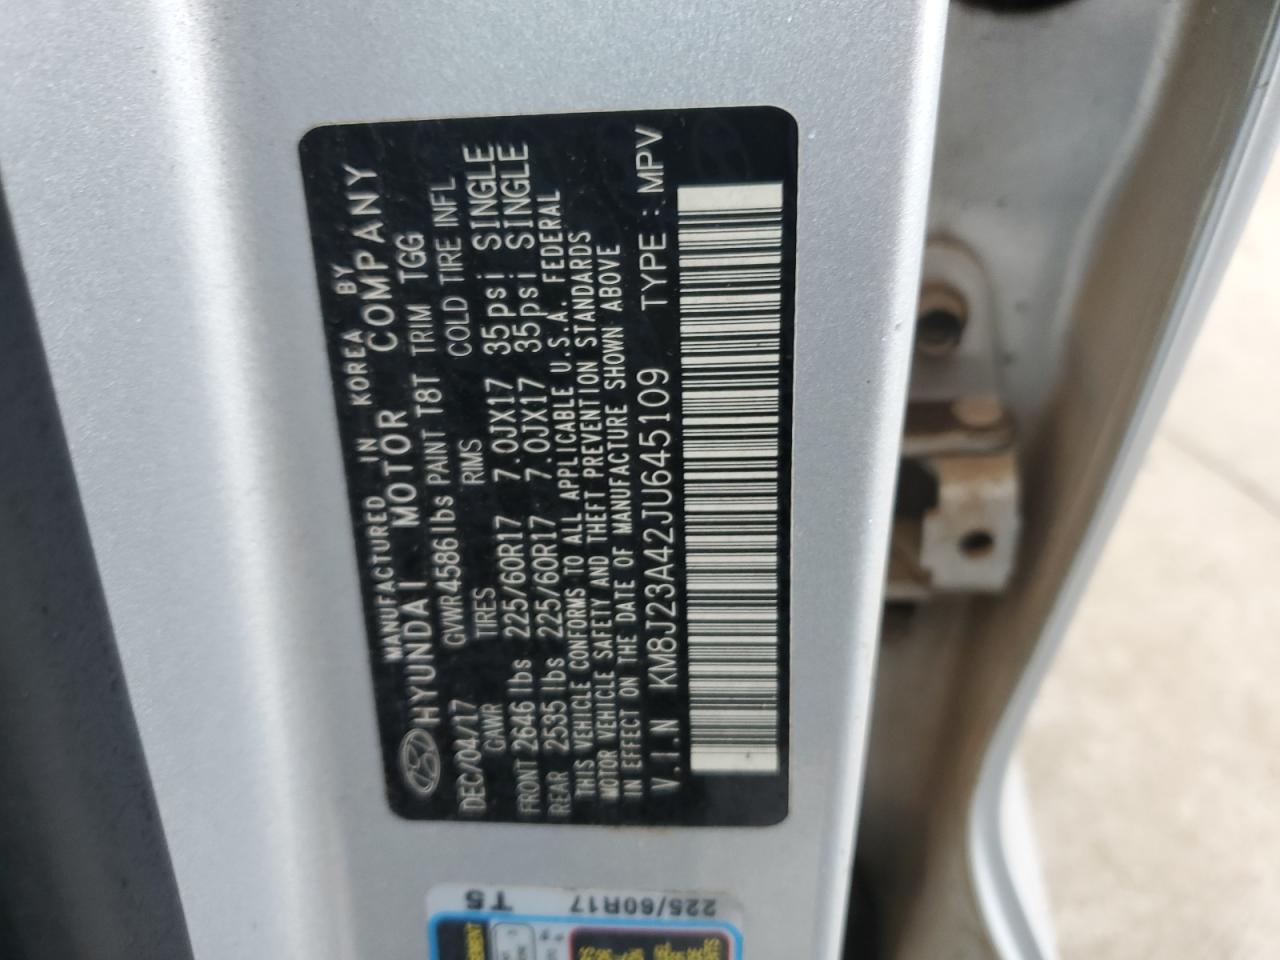 MANUFACTURED IN KOREA BY
HYUNDAI MOTOR COMPANY
DEC/04/17 GVWR 4586 lbs PAINT T8T TRIM TGG
GAWR TIRES RIMS COLD TIRE INFL
FRONT 2646 lbs 225/60R17 7.0JX17 35psi SINGLE
REAR 2535 lbs 225/60R17 7.0JX17 35psi SINGLE
THIS VEHICLE CONFORMS TO ALL APPLICABLE U.S.A. FEDERAL
MOTOR VEHICLE SAFETY AND THEFT PREVENTION STANDARDS
IN EFFECT ON THE DATE OF MANUFACTURE SHOWN ABOVE
V.I.N KM8J23A42JU645109 TYPE : MPV
225/60R17
T5